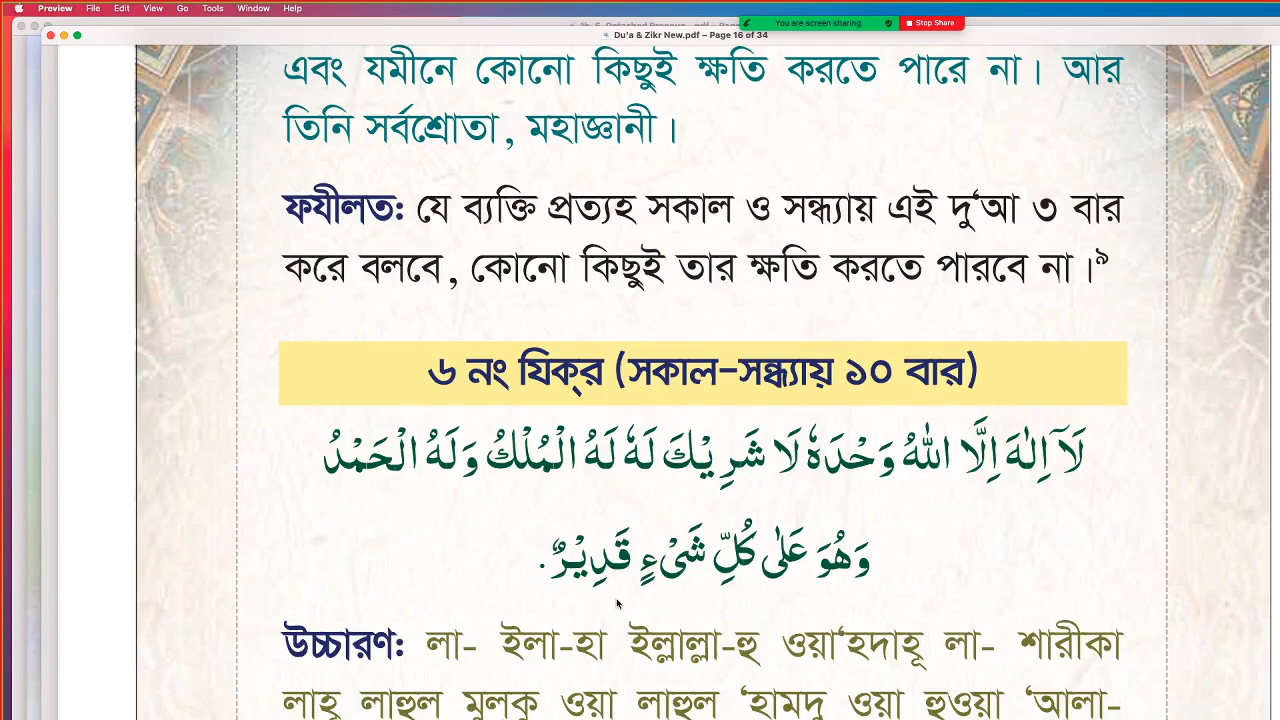 Preview File Edit View Go Tools Window Help
You are screen sharing Stop Share
Du'a & Zikr New.pdf – Page 16 of 34
এবং যমীনে কোনো কিছুই ক্ষতি করতে পারে না। আর
তিনি সর্বশ্রোতা, মহাজ্ঞানী।
ফযীলত: যে ব্যক্তি প্রত্যহ সকাল ও সন্ধ্যায় এই দু‘আ ৩ বার
করে বলবে, কোনো কিছুই তার ক্ষতি করতে পারবে না।৯
৬ নং যিক্‌র (সকাল-সন্ধ্যায় ১০ বার)
لَآ اِلٰهَ اِلَّا اللّٰهُ وَحْدَهٗ لَا شَرِيْكَ لَهٗ لَهُ الْمُلْكُ وَلَهُ الْحَمْدُ
وَهُوَ عَلٰى كُلِّ شَىْءٍ قَدِيْرٌ.
উচ্চারণ: লা- ইলা-হা ইল্লাল্লা-হু ওয়া‘হদাহূ লা- শারীকা
লাহূ লাহুল মুলকু ওয়া লাহুল ‘হামদু ওয়া হুওয়া ‘আলা-